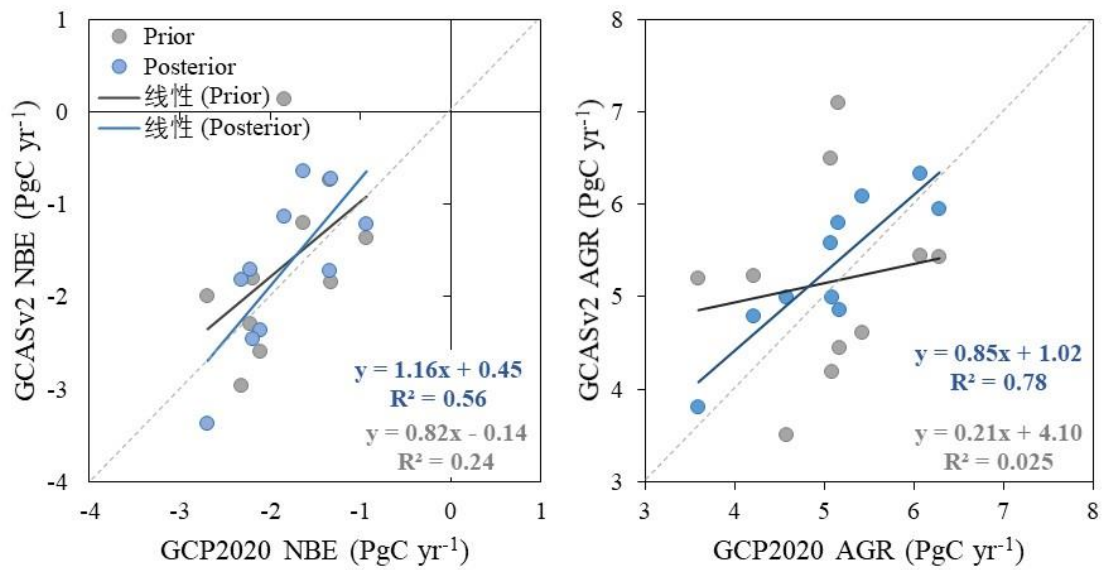 1
0
-1
-2
-3
-4
-4
-3
-2
-1
0
1
GCASv2 NBE (PgC yr⁻¹)
GCP2020 NBE (PgC yr⁻¹)
Prior
Posterior
线性 (Prior)
线性 (Posterior)
y = 1.16x + 0.45
R² = 0.56
y = 0.82x - 0.14
R² = 0.24
8
7
6
5
4
3
3
4
5
6
7
8
GCASv2 AGR (PgC yr⁻¹)
GCP2020 AGR (PgC yr⁻¹)
y = 0.85x + 1.02
R² = 0.78
y = 0.21x + 4.10
R² = 0.025